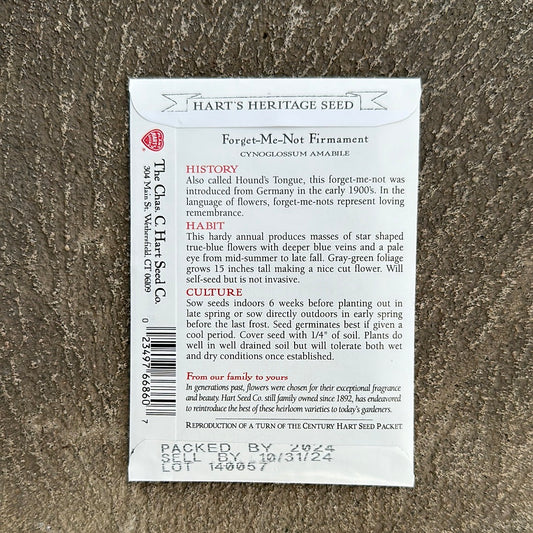 HART'S HERITAGE SEED
Forget-Me-Not Firmament
CYNOGLOSSUM AMABILE
HISTORY
Also called Hound's Tongue, this forget-me-not was
introduced from Germany in the early 1900's. In the
language of flowers, forget-me-nots represent loving
remembrance.
HABIT
This hardy annual produces masses of star shaped
true-blue flowers with deeper blue veins and a pale
eye from mid-summer to late fall. Gray-green foliage
grows 15 inches tall making a nice cut flower. Will
self-seed but is not invasive.
CULTURE
Sow seeds indoors 6 weeks before planting out in
late spring or sow directly outdoors in early spring
before the last frost. Seed germinates best if given a
cool period. Cover seed with 1/4" of soil. Plants do
well in well drained soil but will tolerate both wet
and dry conditions once established.
From our family to yours
In generations past, flowers were chosen for their exceptional fragrance
and beauty. Hart Seed Co. still family owned since 1892, has endeavored
to reintroduce the best of these heirloom varieties to today's gardeners.
REPRODUCTION OF A TURN OF THE CENTURY HART SEED PACKET.
PACKED BY 2024
SELL BY 10/31/24
LOT 140057
The Chas. C. Hart Seed Co.
304 Main St. Wethersfield, CT 06109
0 23497 66860 7